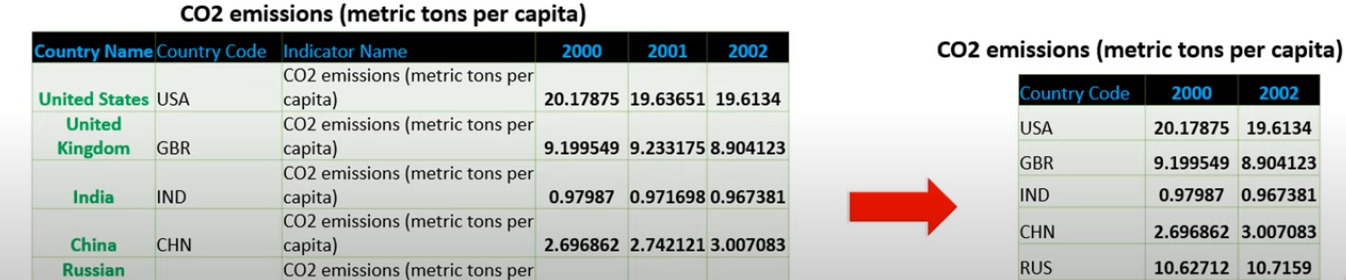 CO2 emissions (metric tons per capita)
Country Name Country Code Indicator Name 2000 2001 2002
CO2 emissions (metric tons per
United States USA capita) 20.17875 19.63651 19.6134
United CO2 emissions (metric tons per
Kingdom GBR capita) 9.199549 9.233175 8.904123
CO2 emissions (metric tons per
India IND capita) 0.97987 0.971698 0.967381
CO2 emissions (metric tons per
China CHN capita) 2.696862 2.742121 3.007083
Russian CO2 emissions (metric tons per
CO2 emissions (metric tons per capita)
Country Code 2000 2002
USA 20.17875 19.6134
GBR 9.199549 8.904123
IND 0.97987 0.967381
CHN 2.696862 3.007083
RUS 10.62712 10.7159